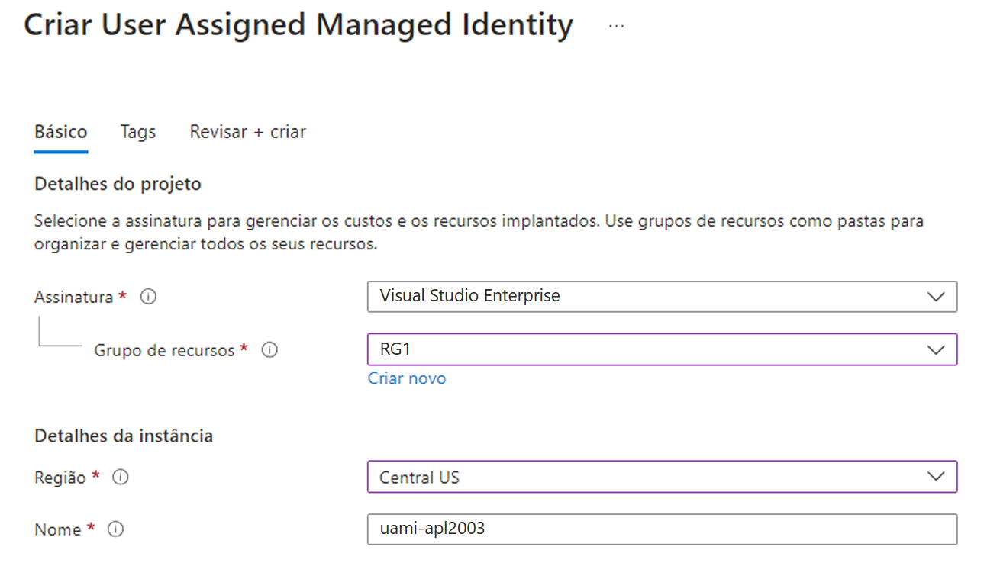 Criar User Assigned Managed Identity ...
Básico Tags Revisar + criar
Detalhes do projeto
Selecione a assinatura para gerenciar os custos e os recursos implantados. Use grupos de recursos como pastas para
organizar e gerenciar todos os seus recursos.
Assinatura * Visual Studio Enterprise
Grupo de recursos * RG1
Criar novo
Detalhes da instância
Região * Central US
Nome * uami-apl2003